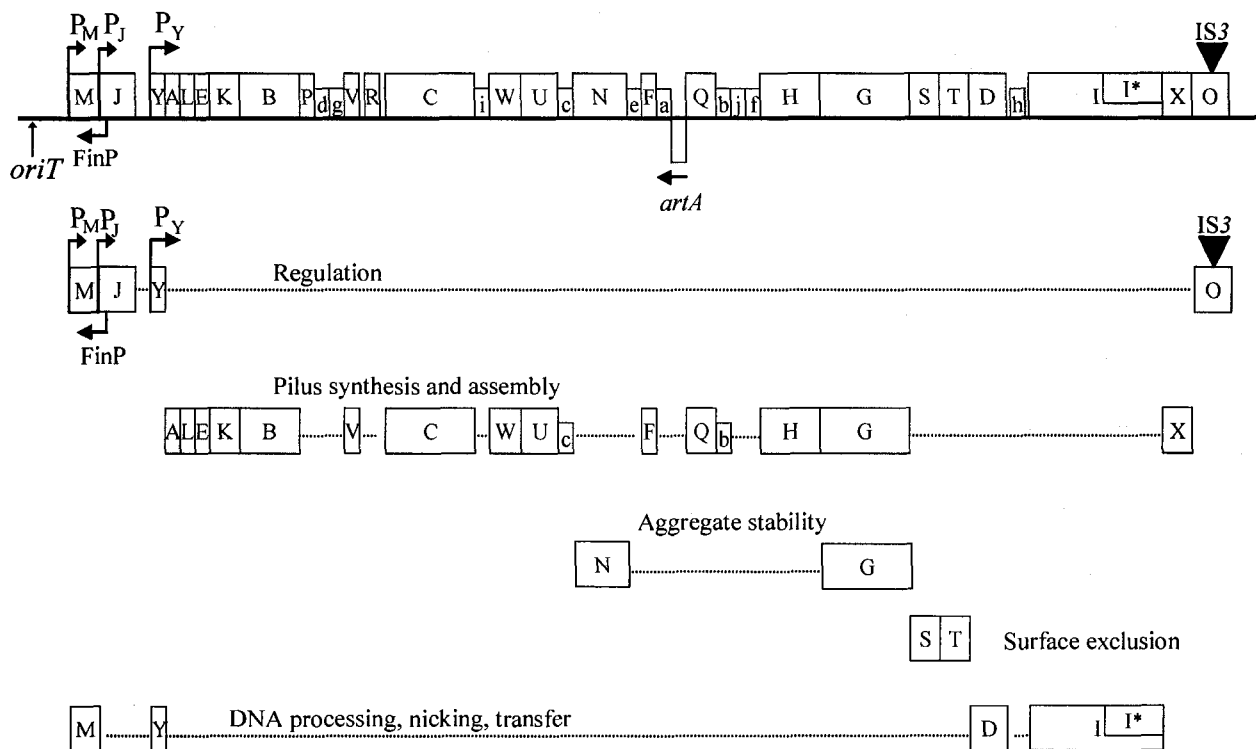 P_M P_J P_Y IS3
M J Y A L E K B P d g V R C i W U c N e F a Q b j f H G S T D h I I* X O
FinP
oriT
artA
P_M P_J P_Y IS3
Regulation
M J Y O
FinP
Pilus synthesis and assembly
A L E K B V C W U c F Q b H G X
Aggregate stability
N G
S T Surface exclusion
DNA processing, nicking, transfer
M Y D I I*